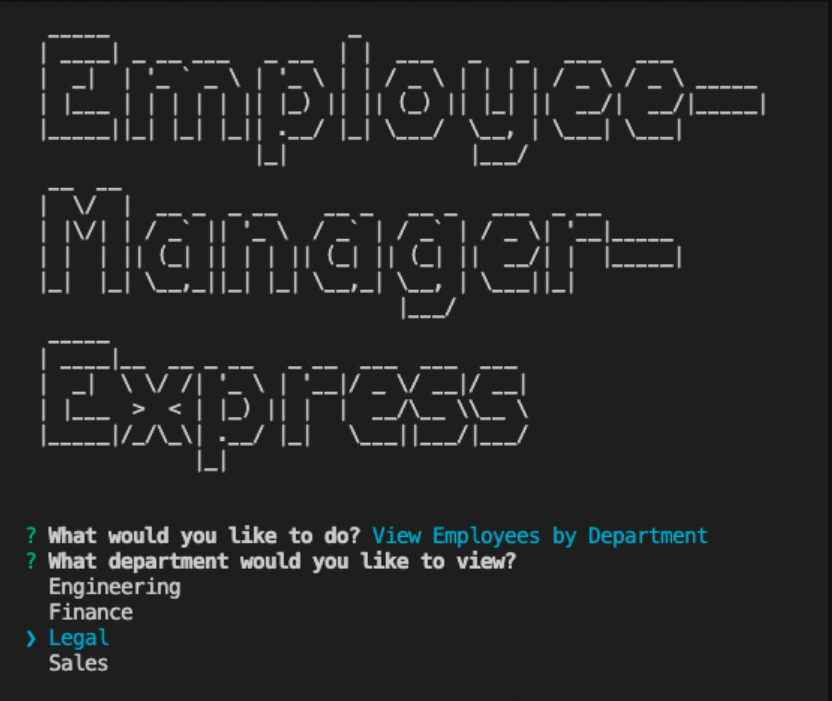 Employee-
Manager-
Express
? What would you like to do? View Employees by Department
? What department would you like to view?
Engineering
Finance
❯ Legal
Sales